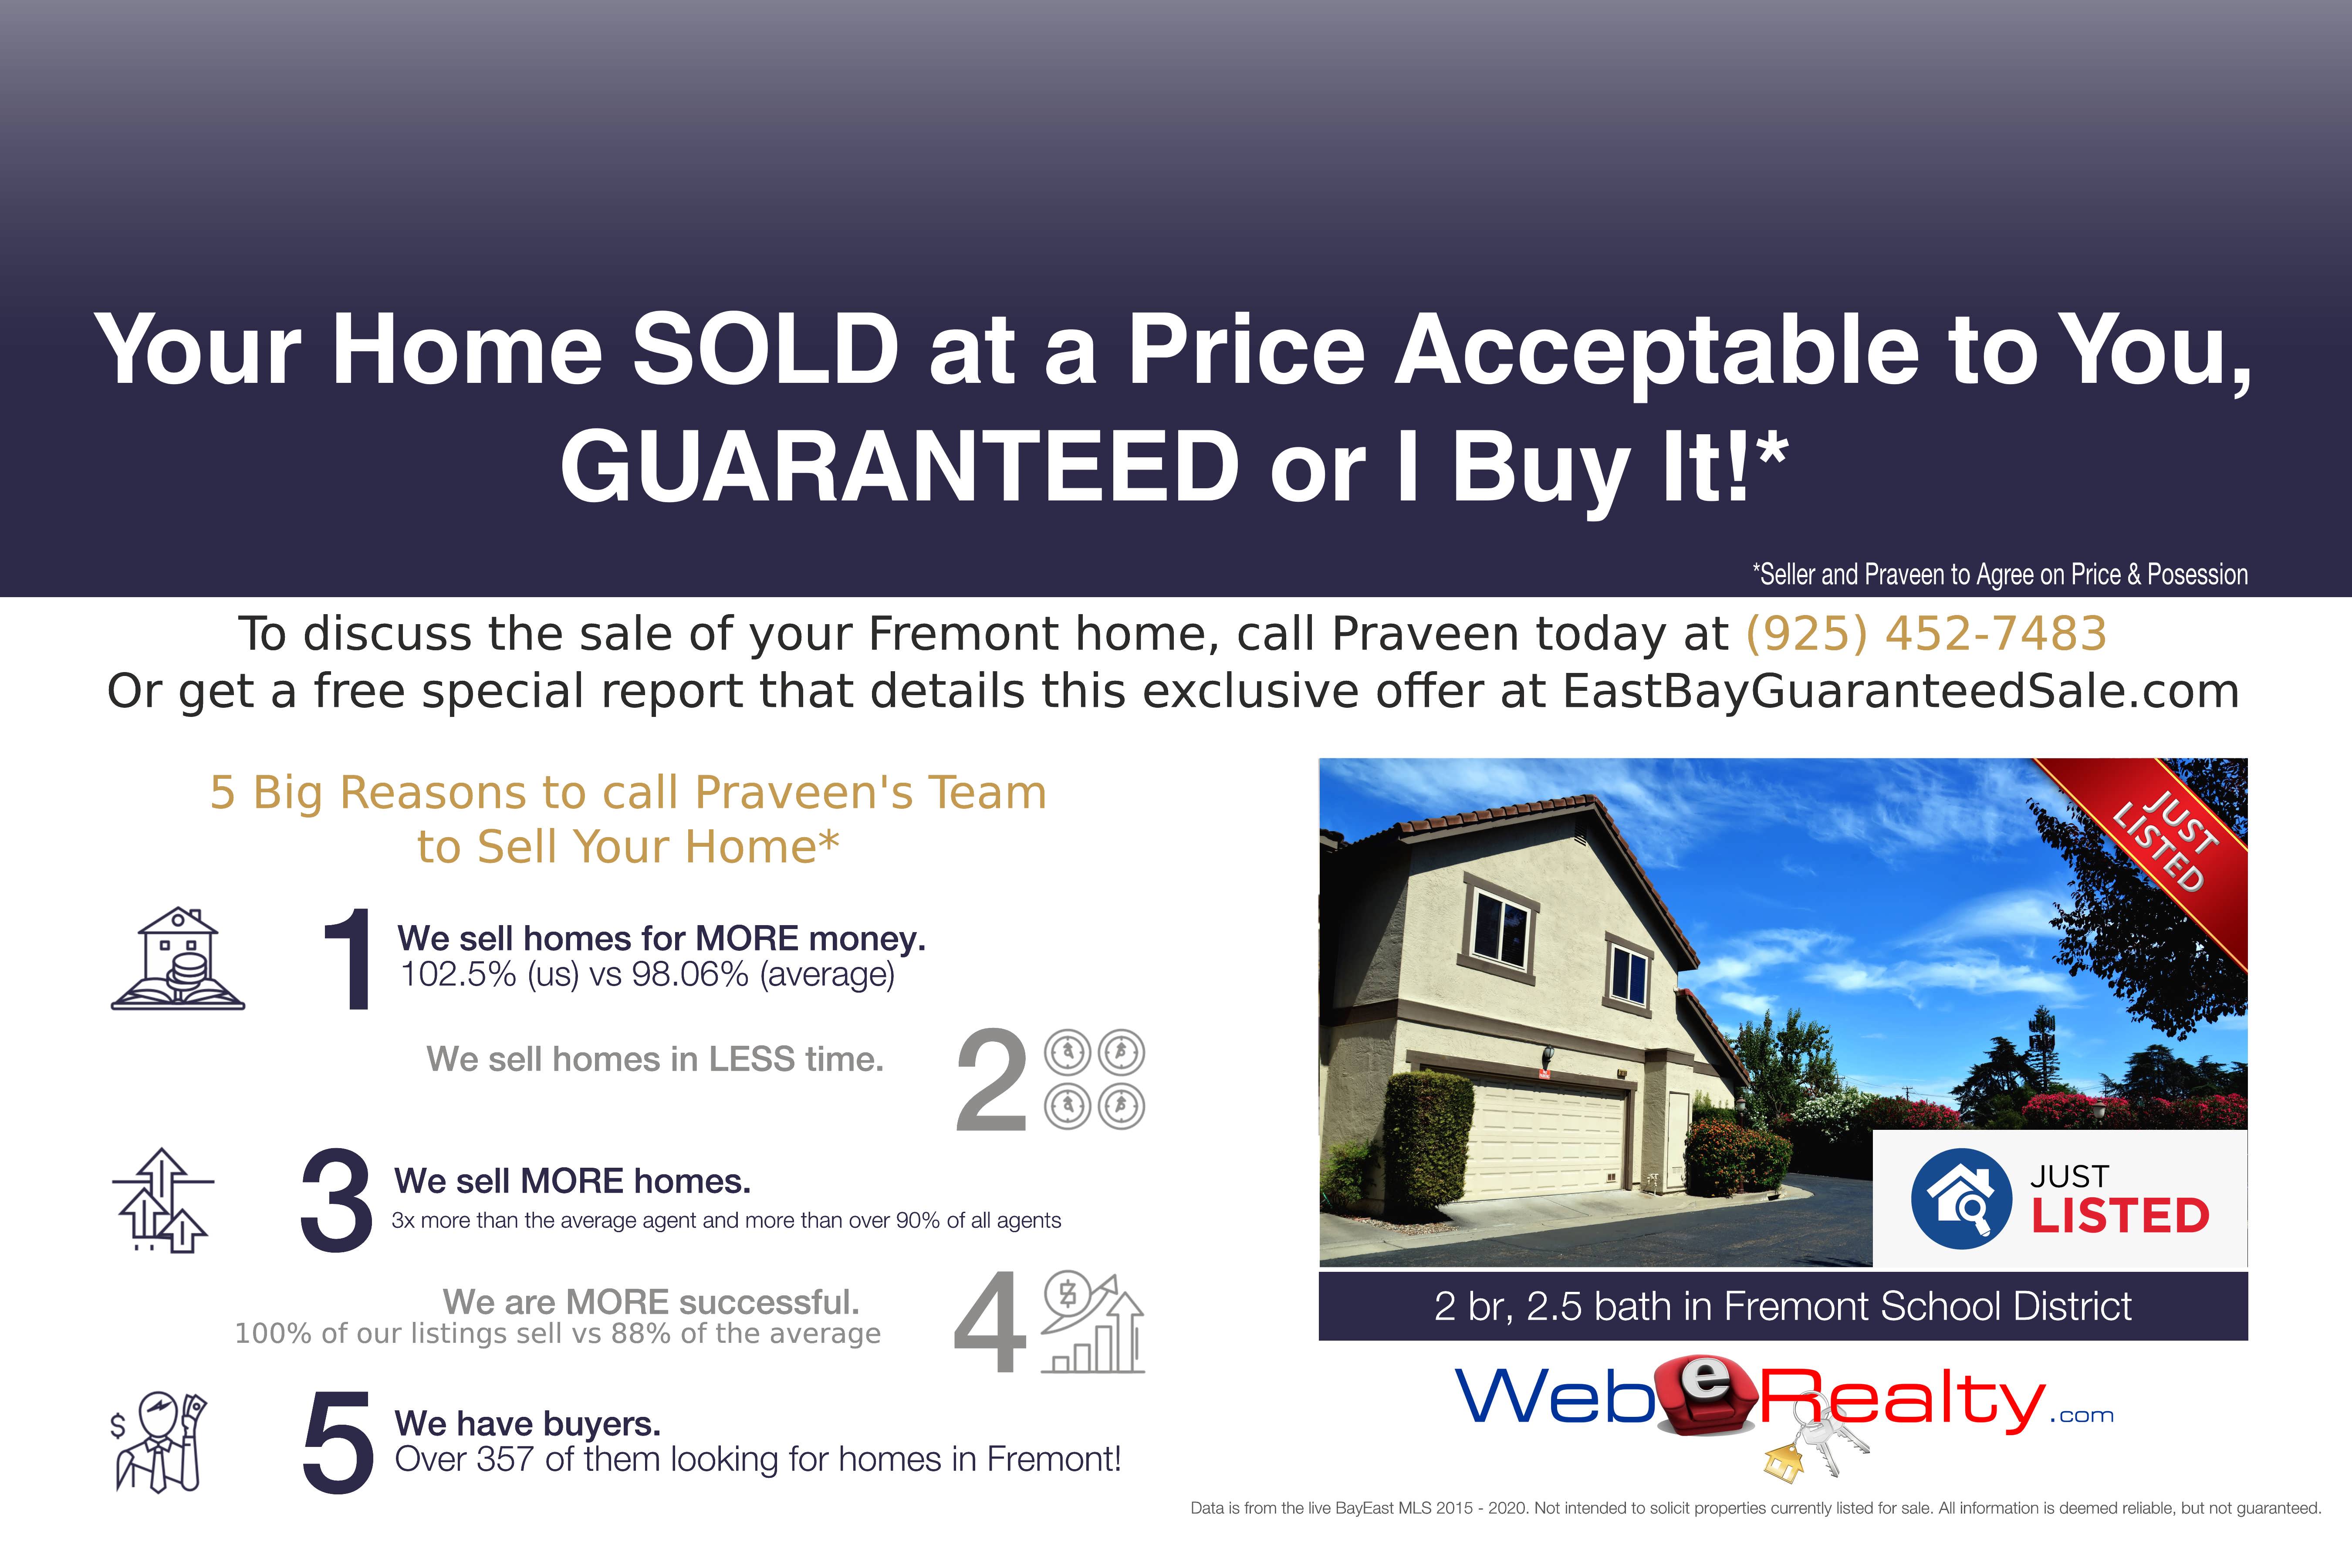 Your Home SOLD at a Price Acceptable to You,
GUARANTEED or I Buy It!*
*Seller and Praveen to Agree on Price & Posession
To discuss the sale of your Fremont home, call Praveen today at (925) 452-7483
Or get a free special report that details this exclusive offer at EastBayGuaranteedSale.com
5 Big Reasons to call Praveen's Team
to Sell Your Home*
1
We sell homes for MORE money.
102.5% (us) vs 98.06% (average)
We sell homes in LESS time.
2
3
We sell MORE homes.
3x more than the average agent and more than over 90% of all agents
We are MORE successful.
100% of our listings sell vs 88% of the average
4
5
We have buyers.
Over 357 of them looking for homes in Fremont!
JUST
LISTED
JUST
LISTED
2 br, 2.5 bath in Fremont School District
WebeRealty.com
Data is from the live BayEast MLS 2015 - 2020. Not intended to solicit properties currently listed for sale. All information is deemed reliable, but not guaranteed.